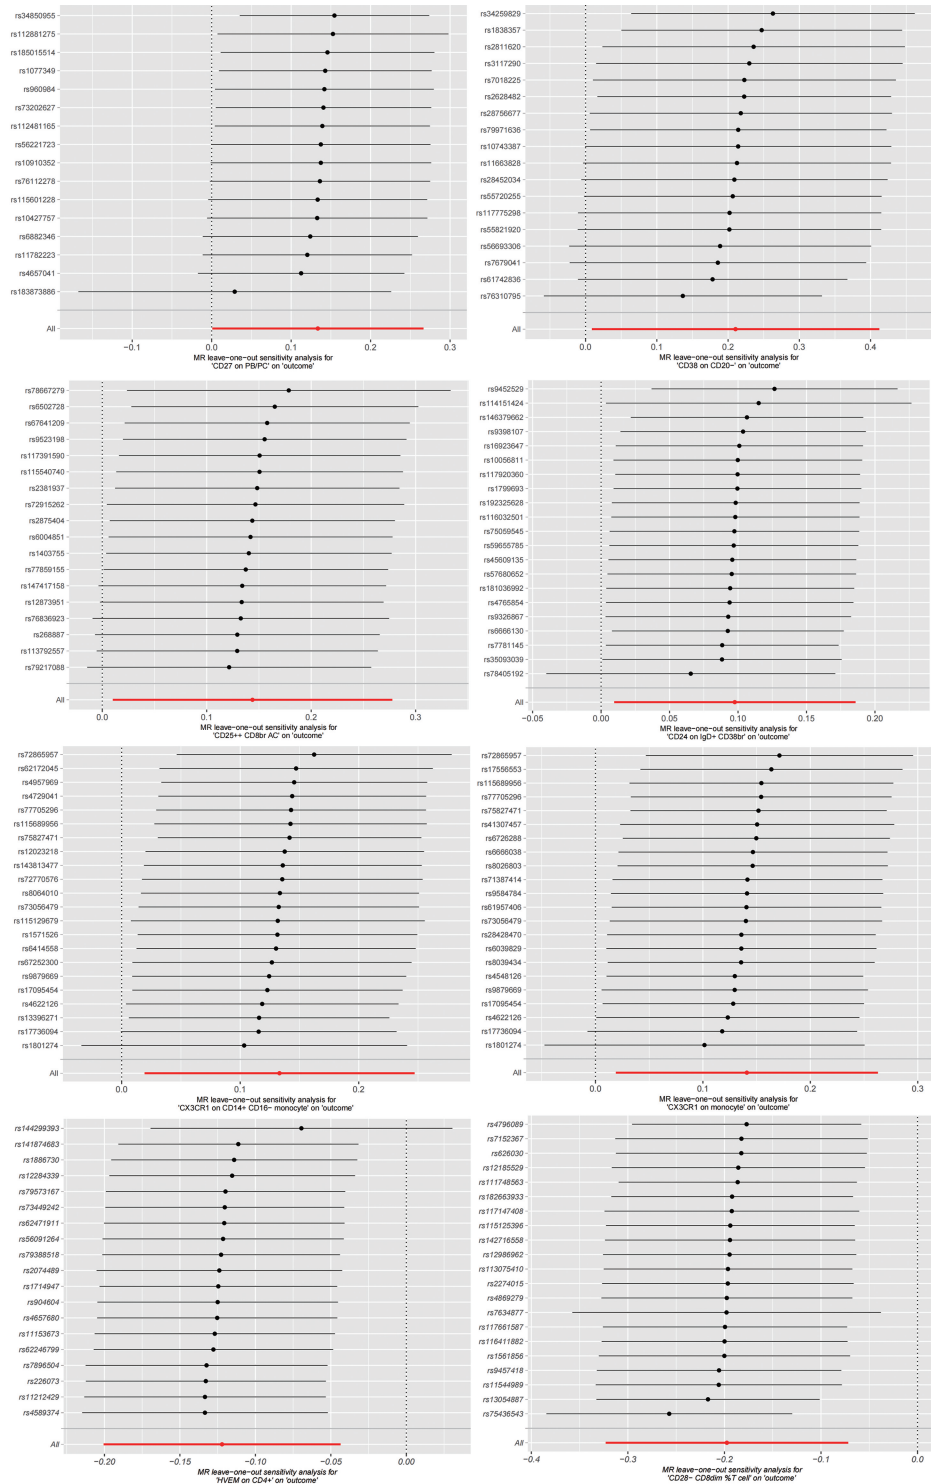 rs34850955
rs112881275
rs185015514
rs1077349
rs960984
rs73202627
rs112481165
rs56221723
rs10910352
rs76112278
rs115601228
rs10427757
rs6882346
rs11782223
rs4657041
rs183873886
All
−0.1 0.0 0.1 0.2 0.3
MR leave−one−out sensitivity analysis for
'CD27 on PB/PC' on 'outcome'
rs34259829
rs1838357
rs2811620
rs3117290
rs7018225
rs2628482
rs28756677
rs79971636
rs10743387
rs11663828
rs28452034
rs55720255
rs117775298
rs55821920
rs56693306
rs7679041
rs61742836
rs76310795
All
0.0 0.1 0.2 0.3 0.4
MR leave−one−out sensitivity analysis for
'CD38 on CD20−' on 'outcome'
rs78667279
rs6502728
rs67641209
rs9523198
rs117391590
rs115540740
rs2381937
rs72915262
rs2875404
rs6004851
rs1403755
rs77859155
rs147417158
rs12873951
rs76836923
rs268887
rs113792557
rs79217088
All
0.0 0.1 0.2 0.3
MR leave−one−out sensitivity analysis for
'CD25++ CD8br AC' on 'outcome'
rs9452529
rs114151424
rs146379662
rs9398107
rs16923647
rs10056811
rs117920360
rs1799693
rs192325628
rs116032501
rs75059545
rs59655785
rs45609135
rs57680652
rs181036992
rs4765854
rs9326867
rs6666130
rs7781145
rs35093039
rs78405192
All
−0.05 0.00 0.05 0.10 0.15 0.20
MR leave−one−out sensitivity analysis for
'CD24 on IgD+ CD38br' on 'outcome'
rs72865957
rs62172045
rs4957969
rs4729041
rs77705296
rs115689956
rs75827471
rs12023218
rs143813477
rs72770576
rs8064010
rs73056479
rs115129679
rs1571526
rs6414558
rs67252300
rs9879669
rs17095454
rs4622126
rs13396271
rs17736094
rs1801274
All
0.0 0.1 0.2
MR leave−one−out sensitivity analysis for
'CX3CR1 on CD14+ CD16− monocyte' on 'outcome'
rs72865957
rs17556553
rs115689956
rs77705296
rs75827471
rs41307457
rs6726288
rs6666038
rs8026803
rs71387414
rs9584784
rs61957406
rs73056479
rs28428470
rs6039829
rs8039434
rs4548126
rs9879669
rs17095454
rs4622126
rs17736094
rs1801274
All
0.0 0.1 0.2 0.3
MR leave−one−out sensitivity analysis for
'CX3CR1 on monocyte' on 'outcome'
rs144299393
rs141874683
rs1886730
rs12284339
rs79573167
rs73449242
rs62471911
rs56091264
rs79388518
rs2074489
rs1714947
rs904604
rs4657680
rs11153673
rs62246799
rs7896504
rs226073
rs11212429
rs4589374
All
−0.20 −0.15 −0.10 −0.05 0.00
MR leave−one−out sensitivity analysis for
'HVEM on CD4+' on 'outcome'
rs4796089
rs7152367
rs626030
rs12185529
rs111748563
rs182663933
rs117147408
rs115125396
rs142716558
rs12986962
rs113075410
rs2274015
rs4869279
rs7634877
rs117661587
rs116411882
rs1561856
rs9457418
rs11544989
rs13054887
rs75436543
All
−0.4 −0.3 −0.2 −0.1 0.0
MR leave−one−out sensitivity analysis for
'CD28− CD8dim %T cell' on 'outcome'